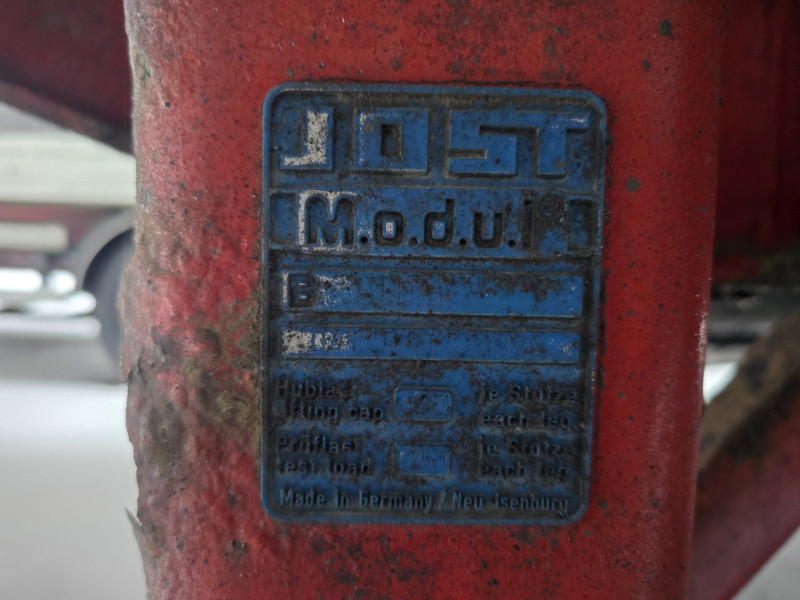 JOST
M.o.d.u.l®
B
Hublast je Stütze
lifting cap each leg
Prüflast je Stütze
test load each leg
Made in Germany / Neu-Isenburg